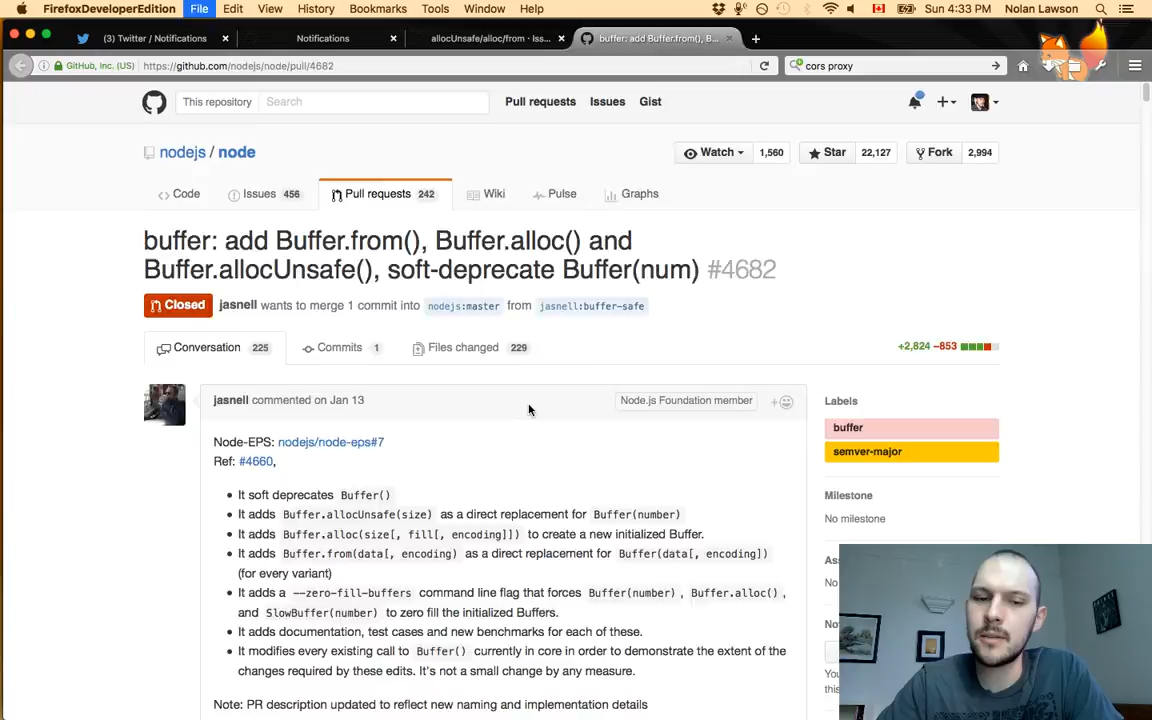 FirefoxDeveloperEdition File Edit View History Bookmarks Tools Window Help Sun 4:33 PM Nolan Lawson
(3) Twitter / Notifications × Notifications × allocUnsafe/alloc/from · Iss... × buffer: add Buffer.from(), B... × +
GitHub, Inc. (US) https://github.com/nodejs/node/pull/4682 cors proxy
This repository Search Pull requests Issues Gist
nodejs / node Watch 1,560 Star 22,127 Fork 2,994
Code Issues 456 Pull requests 242 Wiki Pulse Graphs
buffer: add Buffer.from(), Buffer.alloc() and
Buffer.allocUnsafe(), soft-deprecate Buffer(num) #4682
Closed jasnell wants to merge 1 commit into nodejs:master from jasnell:buffer-safe
Conversation 225 Commits 1 Files changed 229 +2,824 −853
jasnell commented on Jan 13 Node.js Foundation member
Labels
buffer
semver-major
Milestone
No milestone
Node-EPS: nodejs/node-eps#7
Ref: #4660,
• It soft deprecates Buffer()
• It adds Buffer.allocUnsafe(size) as a direct replacement for Buffer(number)
• It adds Buffer.alloc(size[, fill[, encoding]]) to create a new initialized Buffer.
• It adds Buffer.from(data[, encoding) as a direct replacement for Buffer(data[, encoding])
(for every variant)
• It adds a --zero-fill-buffers command line flag that forces Buffer(number), Buffer.alloc(),
and SlowBuffer(number) to zero fill the initialized Buffers.
• It adds documentation, test cases and new benchmarks for each of these.
• It modifies every existing call to Buffer() currently in core in order to demonstrate the extent of the
changes required by these edits. It's not a small change by any measure.
Note: PR description updated to reflect new naming and implementation details